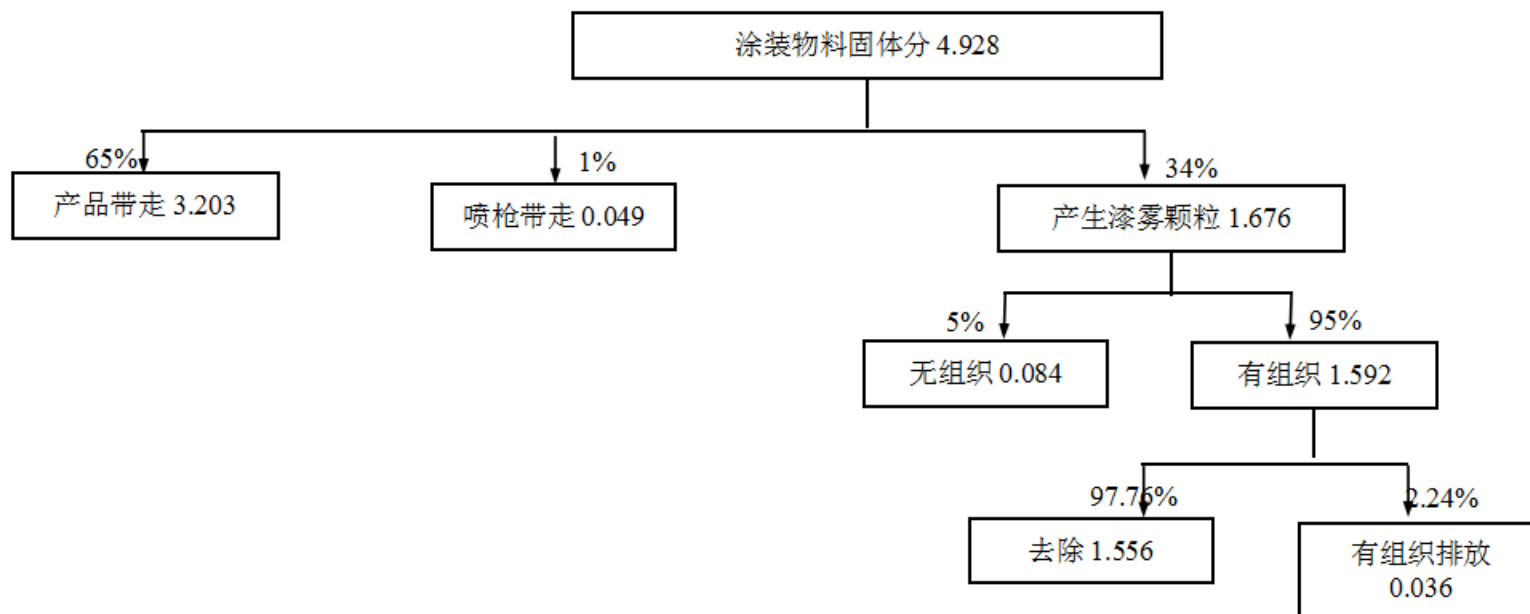 涂装物料固体分 4.928
65%
1%
34%
产品带走 3.203
喷枪带走 0.049
产生漆雾颗粒 1.676
5%
95%
无组织 0.084
有组织 1.592
97.76%
2.24%
去除 1.556
有组织排放
0.036